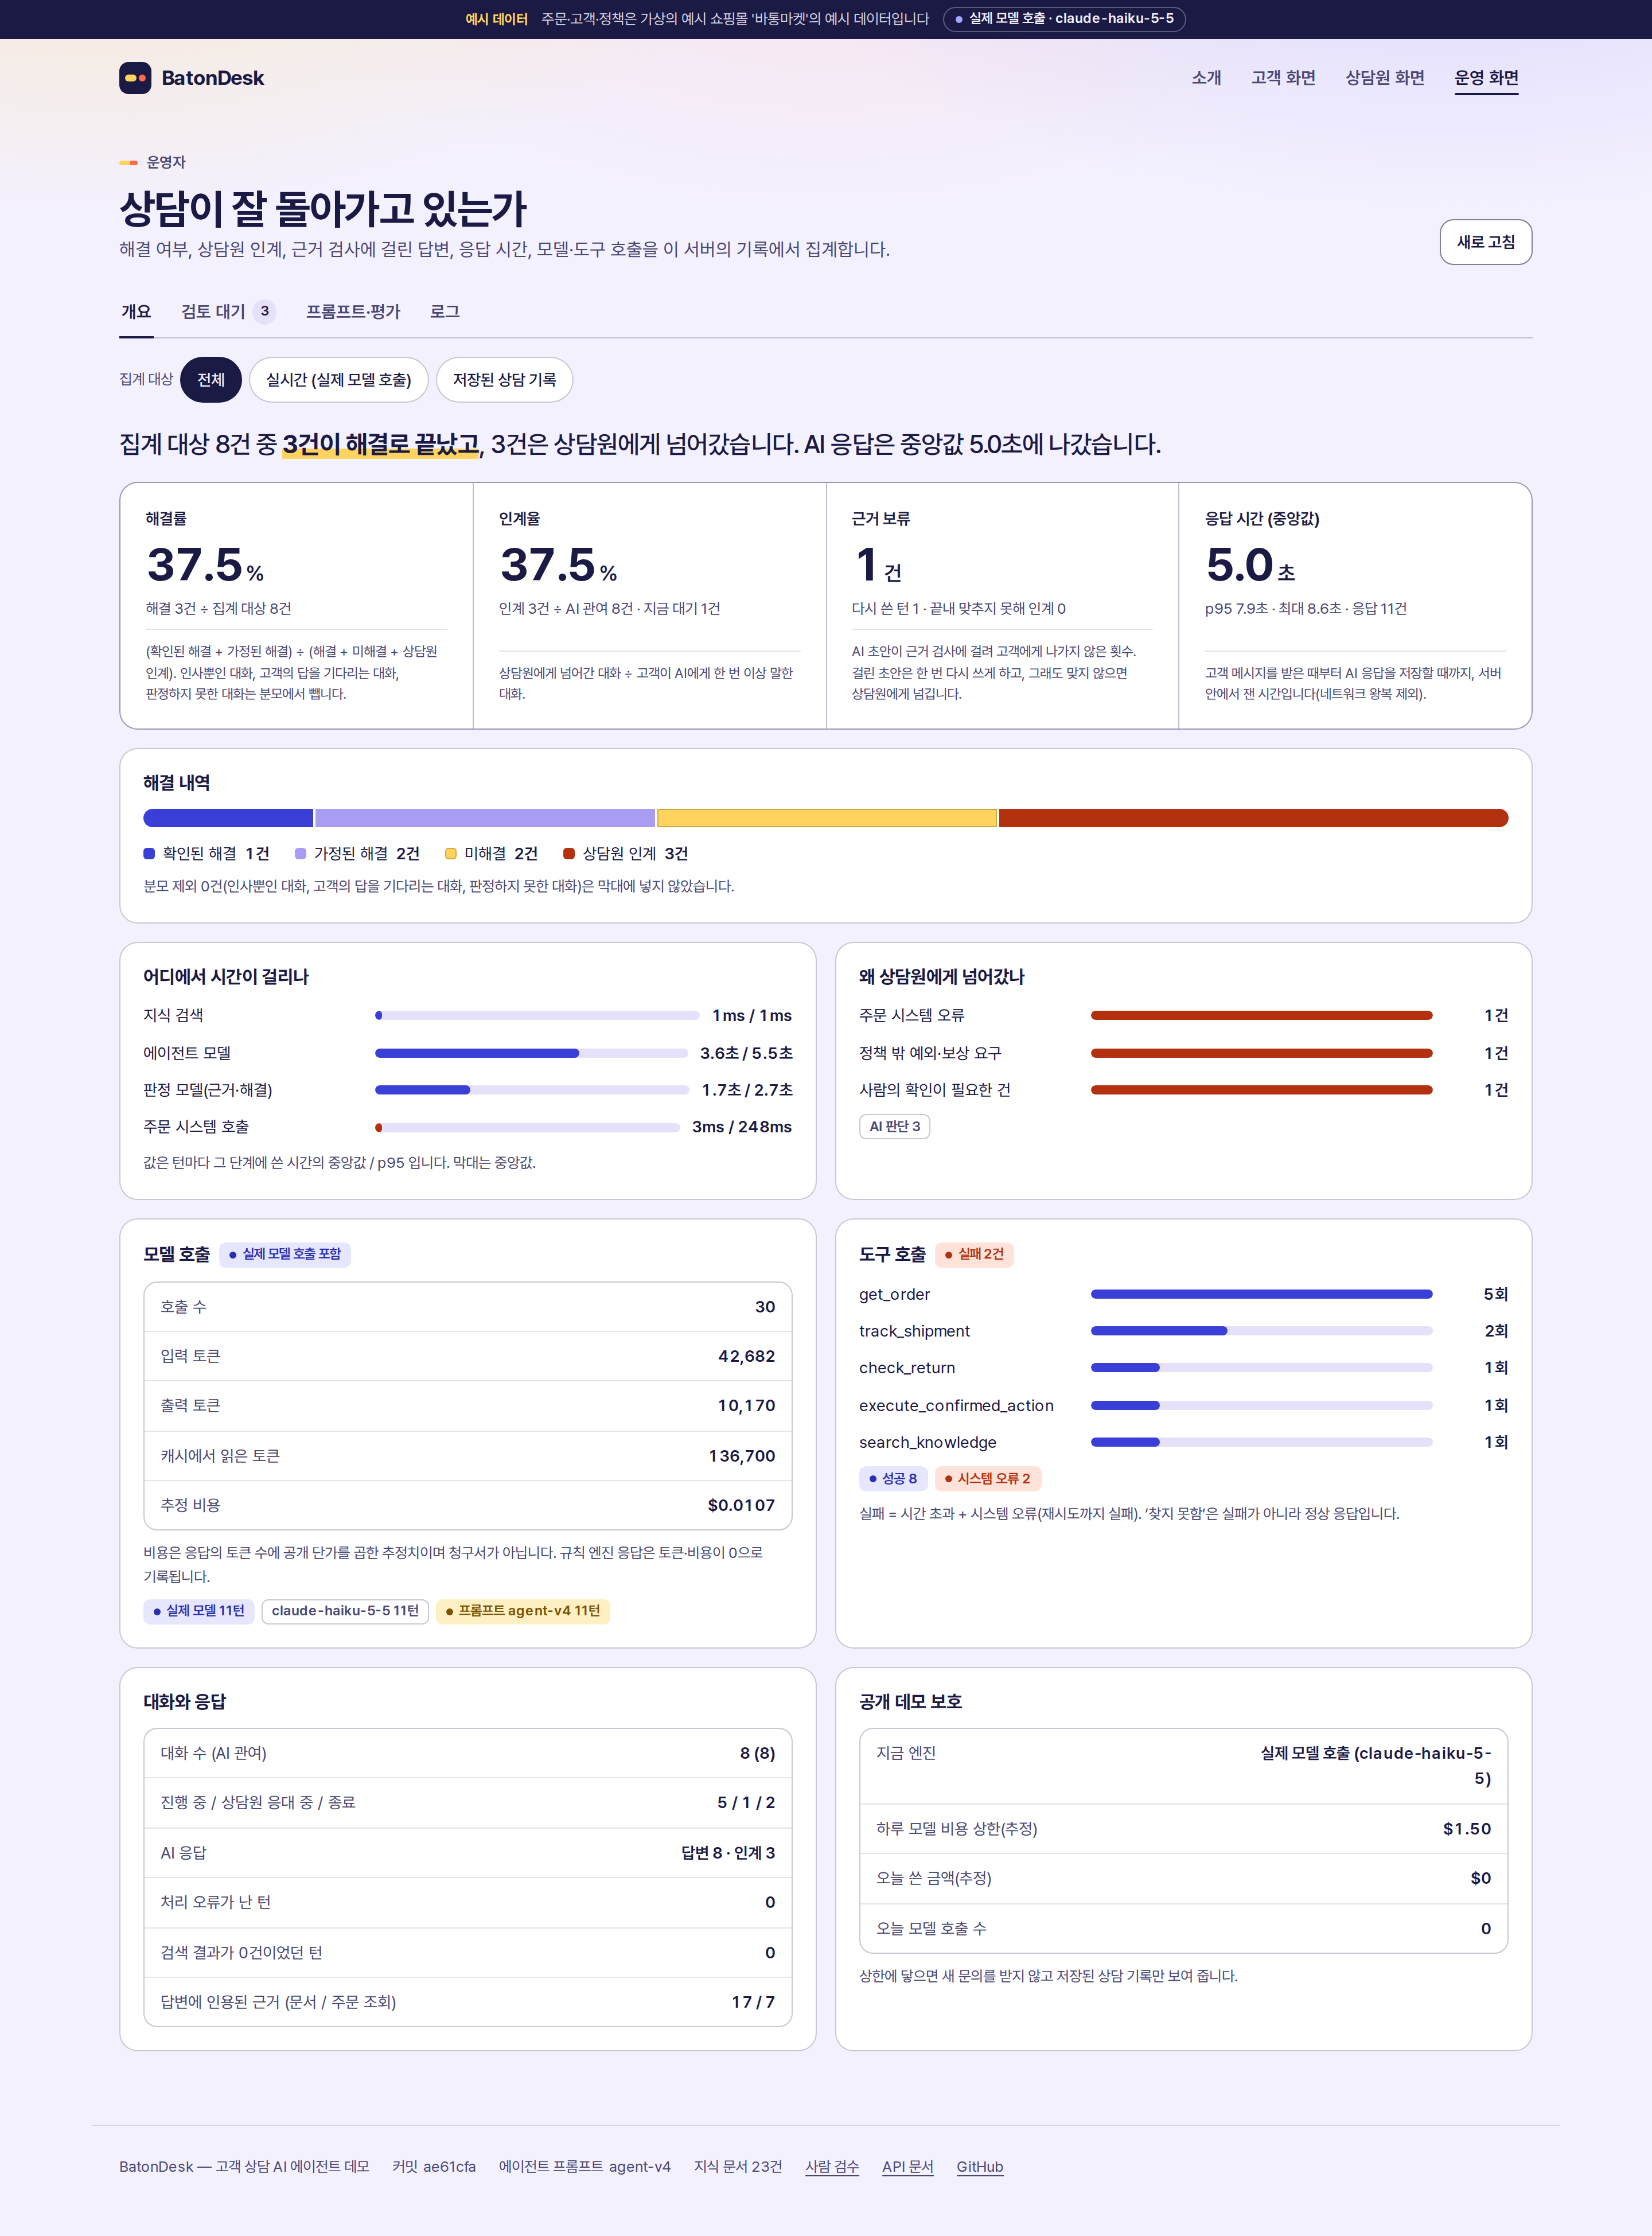 예시 데이터 주문·고객·정책은 가상의 예시 쇼핑몰 '바통마켓'의 예시 데이터입니다 실제 모델 호출 · claude-haiku-5-5
BatonDesk 소개 고객 화면 상담원 화면 운영 화면
운영자
상담이 잘 돌아가고 있는가
해결 여부, 상담원 인계, 근거 검사에 걸린 답변, 응답 시간, 모델·도구 호출을 이 서버의 기록에서 집계합니다.
새로 고침
개요 검토 대기 3 프롬프트·평가 로그
집계 대상 전체 실시간 (실제 모델 호출) 저장된 상담 기록
집계 대상 8건 중 3건이 해결로 끝났고, 3건은 상담원에게 넘어갔습니다. AI 응답은 중앙값 5.0초에 나갔습니다.
해결률
37.5 %
해결 3건 ÷ 집계 대상 8건
(확인된 해결 + 가정된 해결) ÷ (해결 + 미해결 + 상담원
인계). 인사뿐인 대화, 고객의 답을 기다리는 대화,
판정하지 못한 대화는 분모에서 뺍니다.
인계율
37.5 %
인계 3건 ÷ AI 관여 8건 · 지금 대기 1건
상담원에게 넘어간 대화 ÷ 고객이 AI에게 한 번 이상 말한
대화.
근거 보류
1 건
다시 쓴 턴 1 · 끝내 맞추지 못해 인계 0
AI 초안이 근거 검사에 걸려 고객에게 나가지 않은 횟수.
걸린 초안은 한 번 다시 쓰게 하고, 그래도 맞지 않으면
상담원에게 넘깁니다.
응답 시간 (중앙값)
5.0 초
p95 7.9초 · 최대 8.6초 · 응답 11건
고객 메시지를 받은 때부터 AI 응답을 저장할 때까지, 서버
안에서 잰 시간입니다(네트워크 왕복 제외).
해결 내역
확인된 해결 1건 가정된 해결 2건 미해결 2건 상담원 인계 3건
분모 제외 0건(인사뿐인 대화, 고객의 답을 기다리는 대화, 판정하지 못한 대화)은 막대에 넣지 않았습니다.
어디에서 시간이 걸리나
지식 검색 1ms / 1ms
에이전트 모델 3.6초 / 5.5초
판정 모델(근거·해결) 1.7초 / 2.7초
주문 시스템 호출 3ms / 248ms
값은 턴마다 그 단계에 쓴 시간의 중앙값 / p95 입니다. 막대는 중앙값.
왜 상담원에게 넘어갔나
주문 시스템 오류 1건
정책 밖 예외·보상 요구 1건
사람의 확인이 필요한 건 1건
AI 판단 3
모델 호출 실제 모델 호출 포함
호출 수 30
입력 토큰 42,682
출력 토큰 10,170
캐시에서 읽은 토큰 136,700
추정 비용 $0.0107
비용은 응답의 토큰 수에 공개 단가를 곱한 추정치이며 청구서가 아닙니다. 규칙 엔진 응답은 토큰·비용이 0으로
기록됩니다.
실제 모델 11턴 claude-haiku-5-5 11턴 프롬프트 agent-v4 11턴
도구 호출 실패 2건
get_order 5회
track_shipment 2회
check_return 1회
execute_confirmed_action 1회
search_knowledge 1회
성공 8 시스템 오류 2
실패 = 시간 초과 + 시스템 오류(재시도까지 실패). '찾지 못함'은 실패가 아니라 정상 응답입니다.
대화와 응답
대화 수 (AI 관여) 8 (8)
진행 중 / 상담원 응대 중 / 종료 5 / 1 / 2
AI 응답 답변 8 · 인계 3
처리 오류가 난 턴 0
검색 결과가 0건이었던 턴 0
답변에 인용된 근거 (문서 / 주문 조회) 17 / 7
공개 데모 보호
지금 엔진 실제 모델 호출 (claude-haiku-5-
5)
하루 모델 비용 상한(추정) $1.50
오늘 쓴 금액(추정) $0
오늘 모델 호출 수 0
상한에 닿으면 새 문의를 받지 않고 저장된 상담 기록만 보여 줍니다.
BatonDesk — 고객 상담 AI 에이전트 데모 커밋 ae61cfa 에이전트 프롬프트 agent-v4 지식 문서 23건 사람 검수 API 문서 GitHub